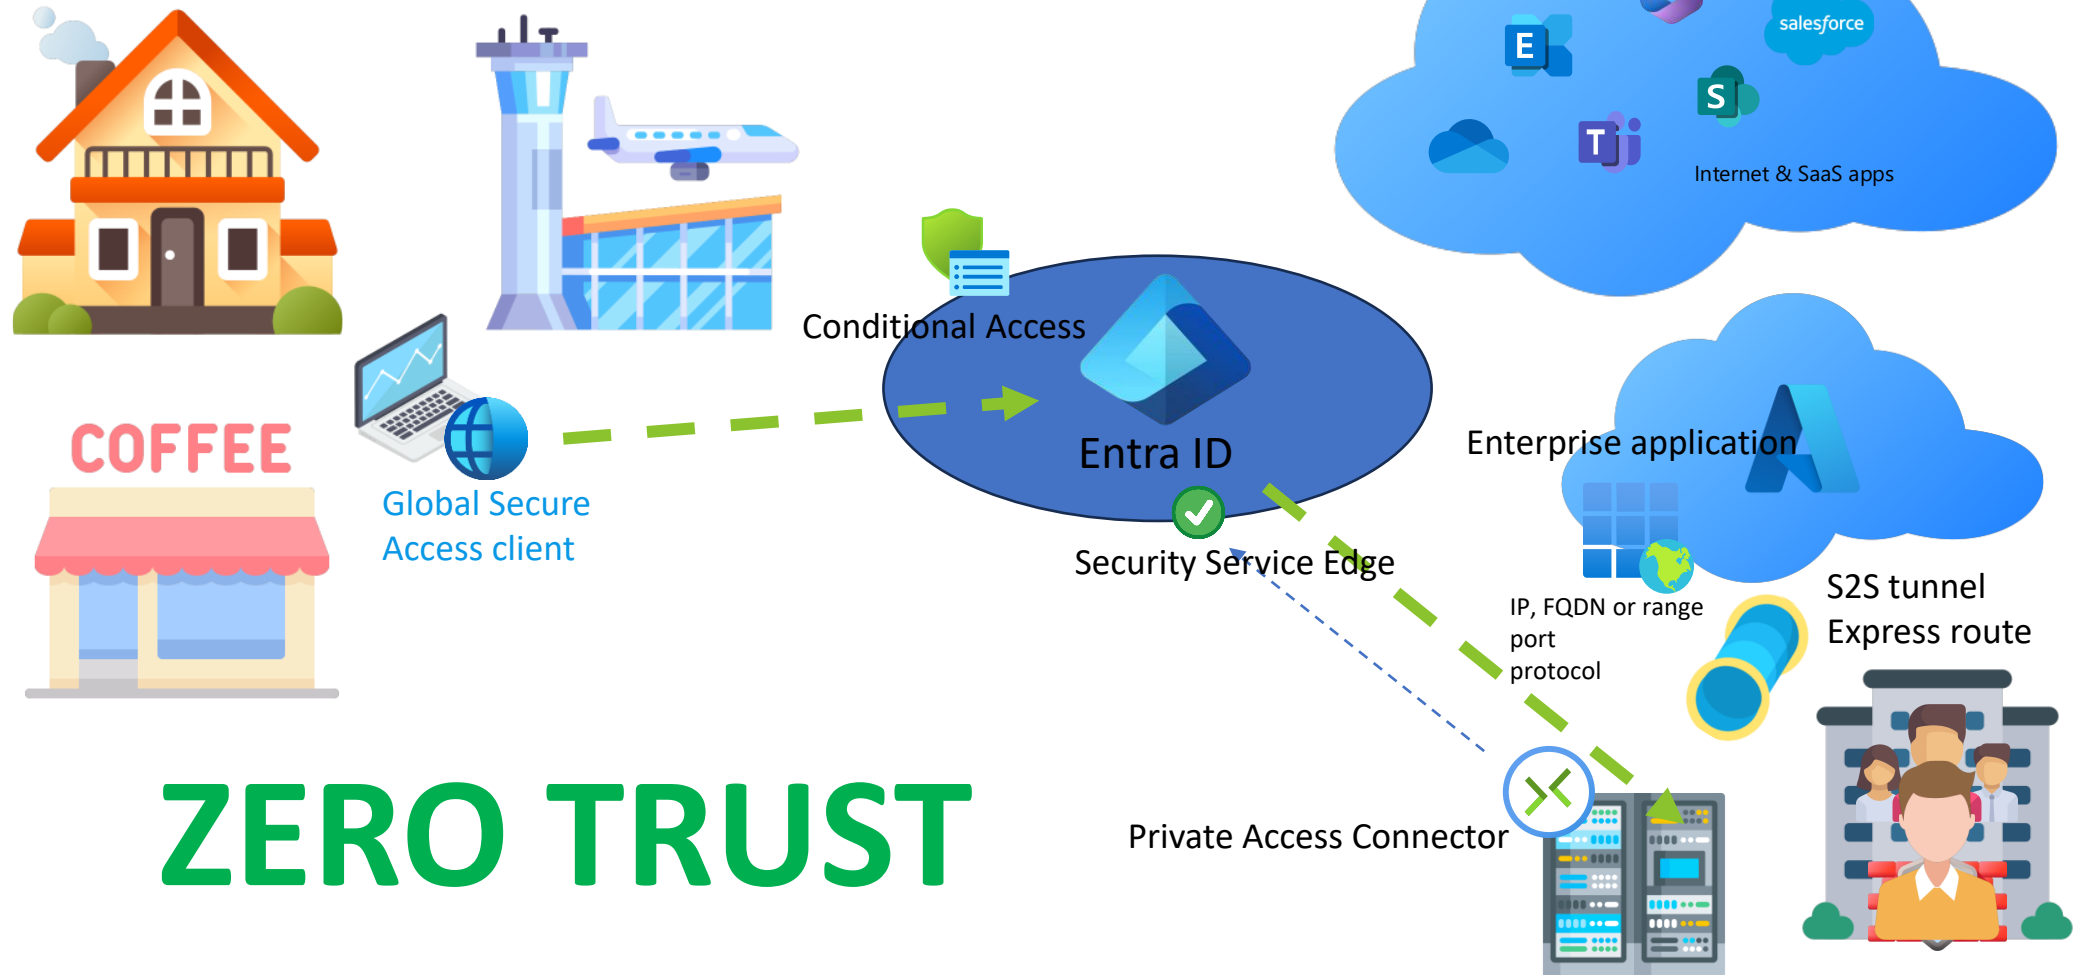 salesforce
E
S
T
Internet & SaaS apps
Conditional Access
Entra ID
Enterprise application
COFFEE
Global Secure
Access client
Security Service Edge
IP, FQDN or range
port
protocol
S2S tunnel
Express route
ZERO TRUST
Private Access Connector